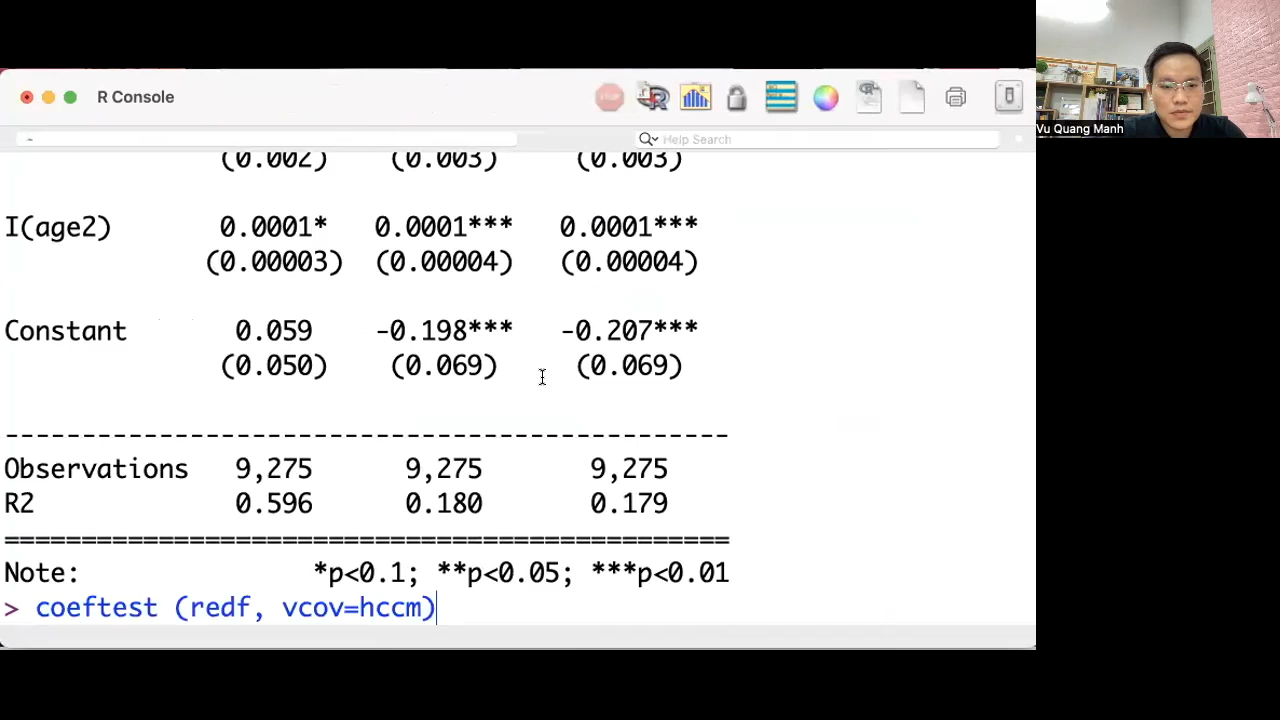 R Console
~
Help Search
Vu Quang Manh
(0.002) (0.003) (0.003)
I(age2) 0.0001* 0.0001*** 0.0001***
(0.00003) (0.00004) (0.00004)
Constant 0.059 -0.198*** -0.207***
(0.050) (0.069) (0.069)
-----------------------------------------------
Observations 9,275 9,275 9,275
R2 0.596 0.180 0.179
===============================================
Note: *p<0.1; **p<0.05; ***p<0.01
> coeftest (redf, vcov=hccm)